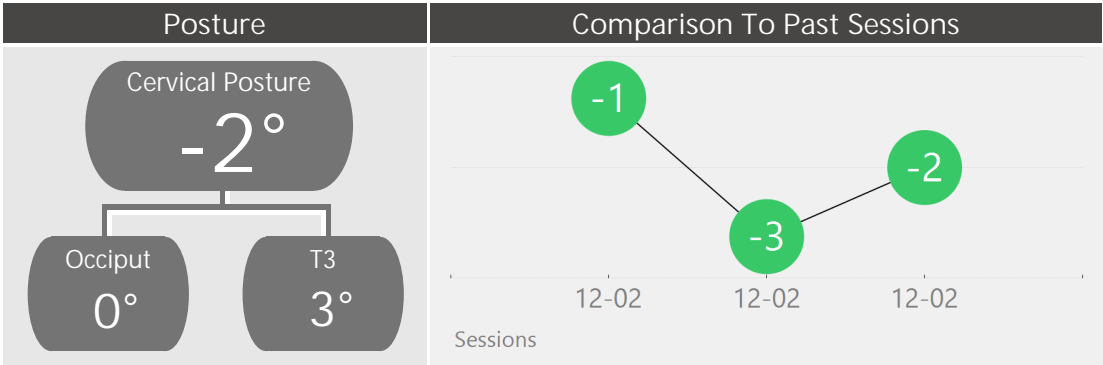 Posture
Cervical Posture
-2°
Occiput
0°
T3
3°
Comparison To Past Sessions
-1
-3
-2
12-02
12-02
12-02
Sessions